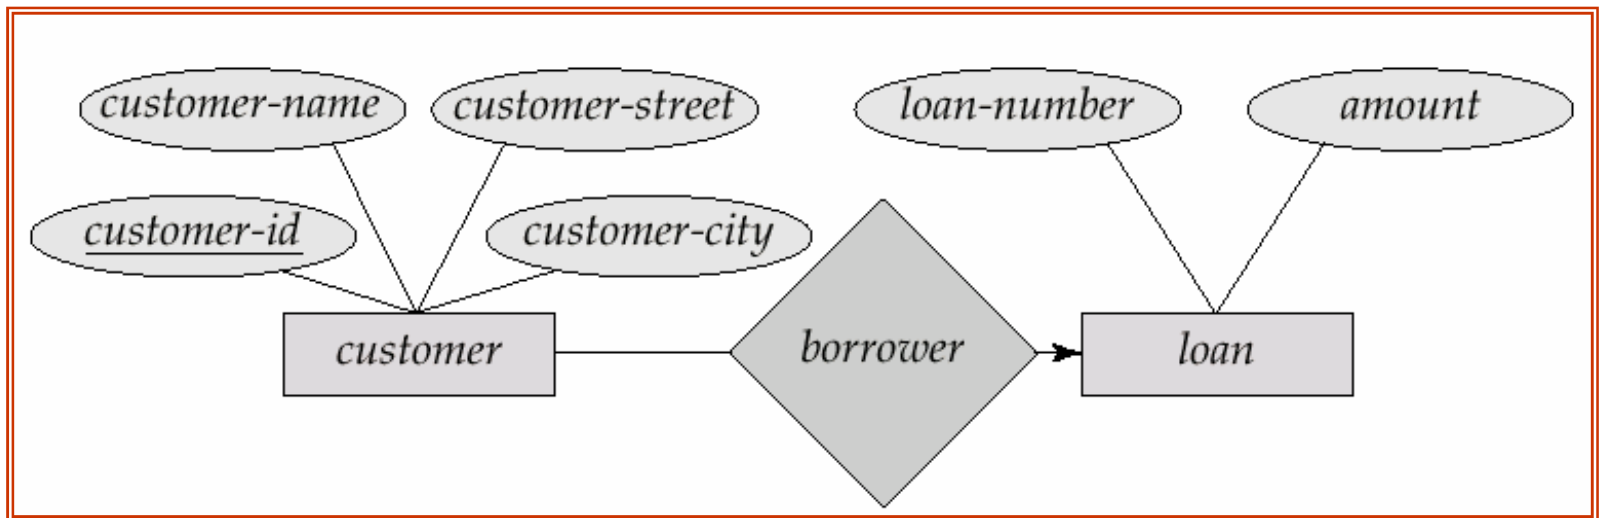 customer-name
customer-street
loan-number
amount
customer-id
customer-city
customer
borrower
loan